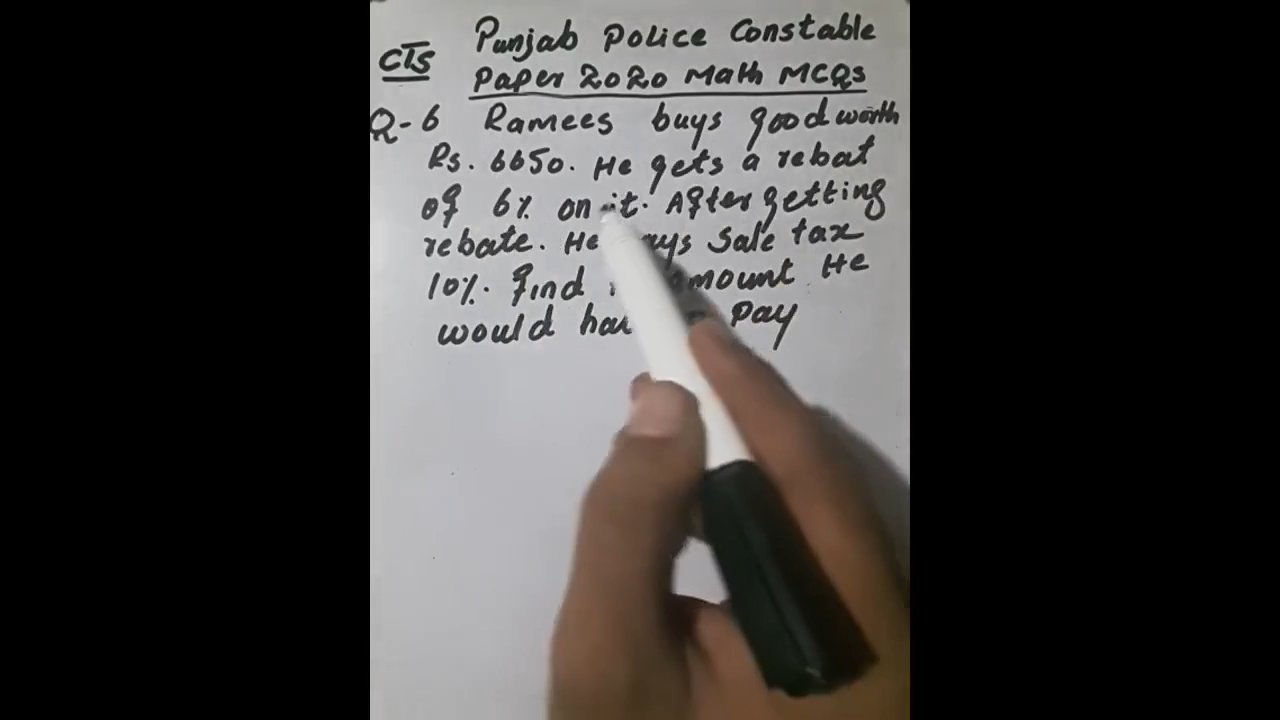 CTS Punjab Police Constable
Paper 2020 Math MCQs
Q-6 Ramees buys good worth
Rs. 6650. He gets a rebat
of 6% on it. After getting
rebate. He sale tax
10%. find amount He
would Pay